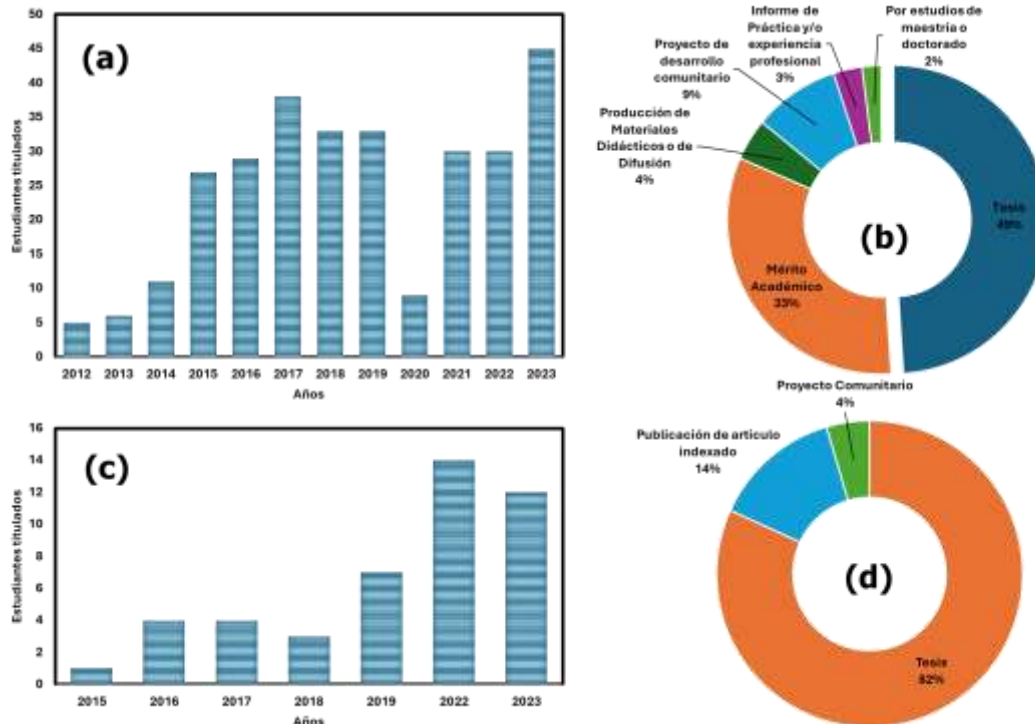 (a)
Estudiantes titulados
50
45
40
35
30
25
20
15
10
5
0
2012 2013 2014 2015 2016 2017 2018 2019 2020 2021 2022 2023
Años
(b)
Informe de
Práctica y/o
experiencia
profesional
3%
Por estudios de
maestría o
doctorado
2%
Proyecto de
desarrollo
comunitario
9%
Producción de
Materiales
Didácticos o de
Difusión
4%
Mérito
Académico
33%
Tesis
49%
(c)
Estudiantes titulados
16
14
12
10
8
6
4
2
0
2015 2016 2017 2018 2019 2022 2023
Años
(d)
Proyecto Comunitario
4%
Publicación de artículo
indexado
14%
Tesis
82%